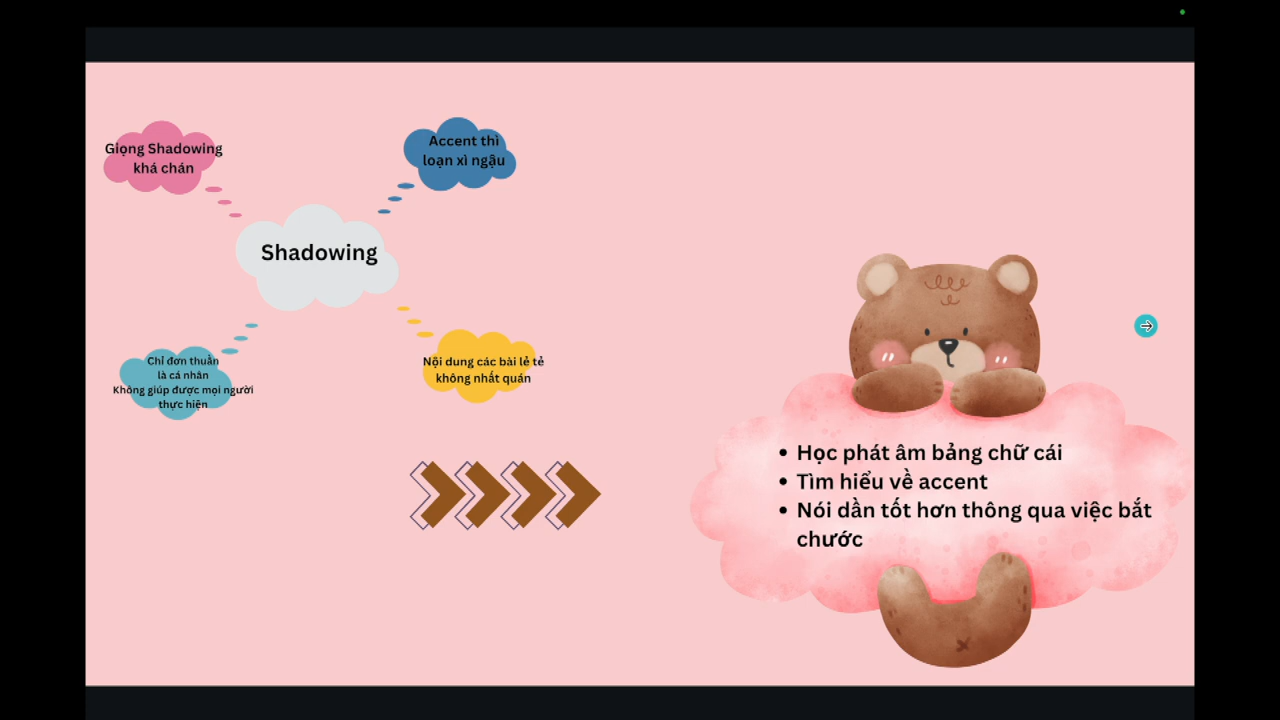 Giọng Shadowing
khá chán
Accent thì
loạn xì ngậu
Shadowing
Chỉ đơn thuần
là cá nhân
Không giúp được mọi người
thực hiện
Nội dung các bài lẻ tẻ
không nhất quán
• Học phát âm bảng chữ cái
• Tìm hiểu về accent
• Nói dần tốt hơn thông qua việc bắt
chước